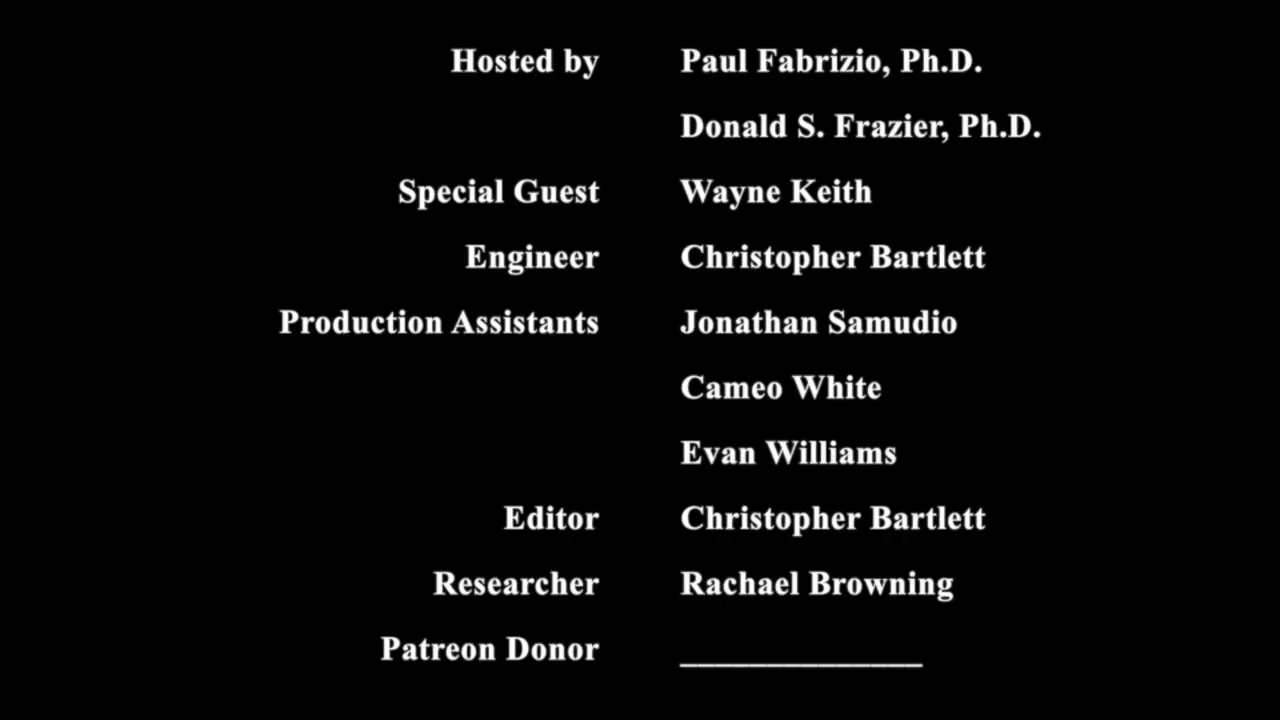 Hosted by Paul Fabrizio, Ph.D.
Donald S. Frazier, Ph.D.
Special Guest Wayne Keith
Engineer Christopher Bartlett
Production Assistants Jonathan Samudio
Cameo White
Evan Williams
Editor Christopher Bartlett
Researcher Rachael Browning
Patreon Donor ______________